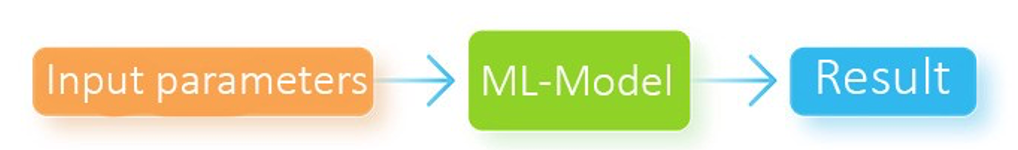 Input parameters
ML-Model
Result